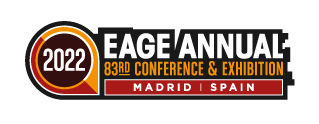 2022
EAGE/ANNUAL
83RD CONFERENCE & EXHIBITION
MADRID | SPAIN